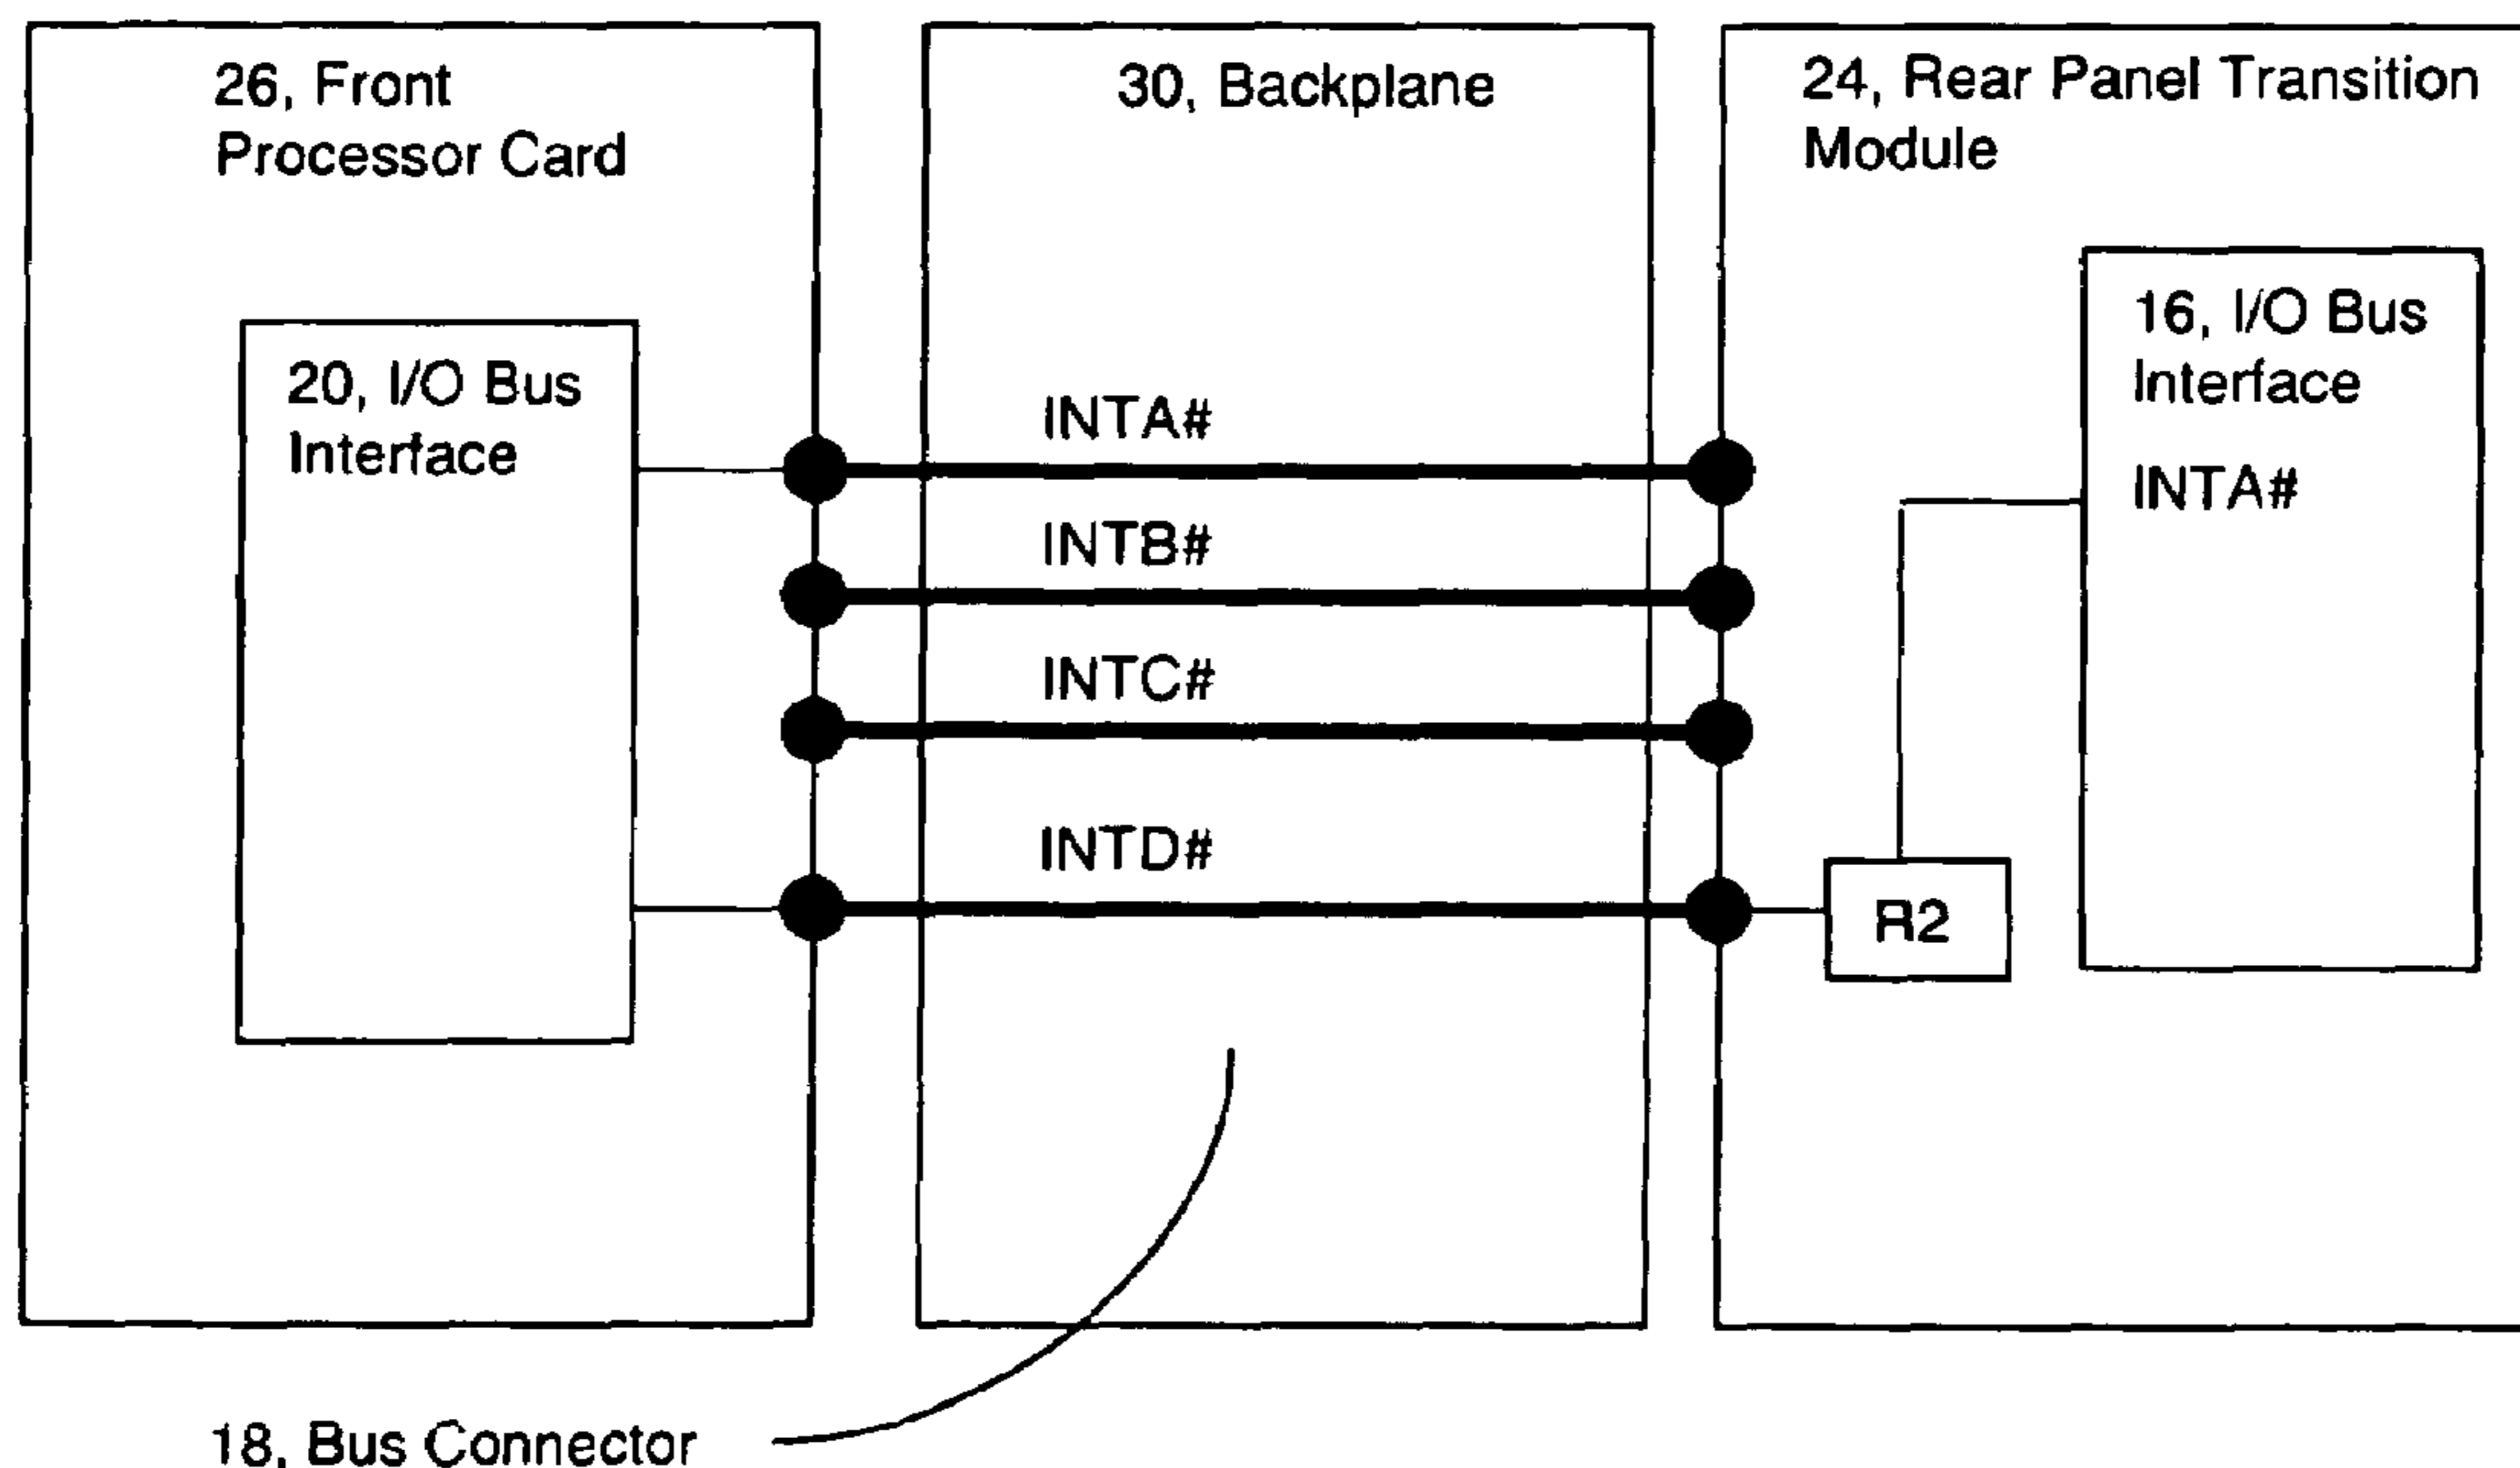 26, Front
Processor Card
30, Backplane
24, Rear Panel Transition
Module
20, I/O Bus
Interface
16, I/O Bus
Interface
INTA#
INTA#
INTB#
INTC#
INTD#
R2
18, Bus Connector